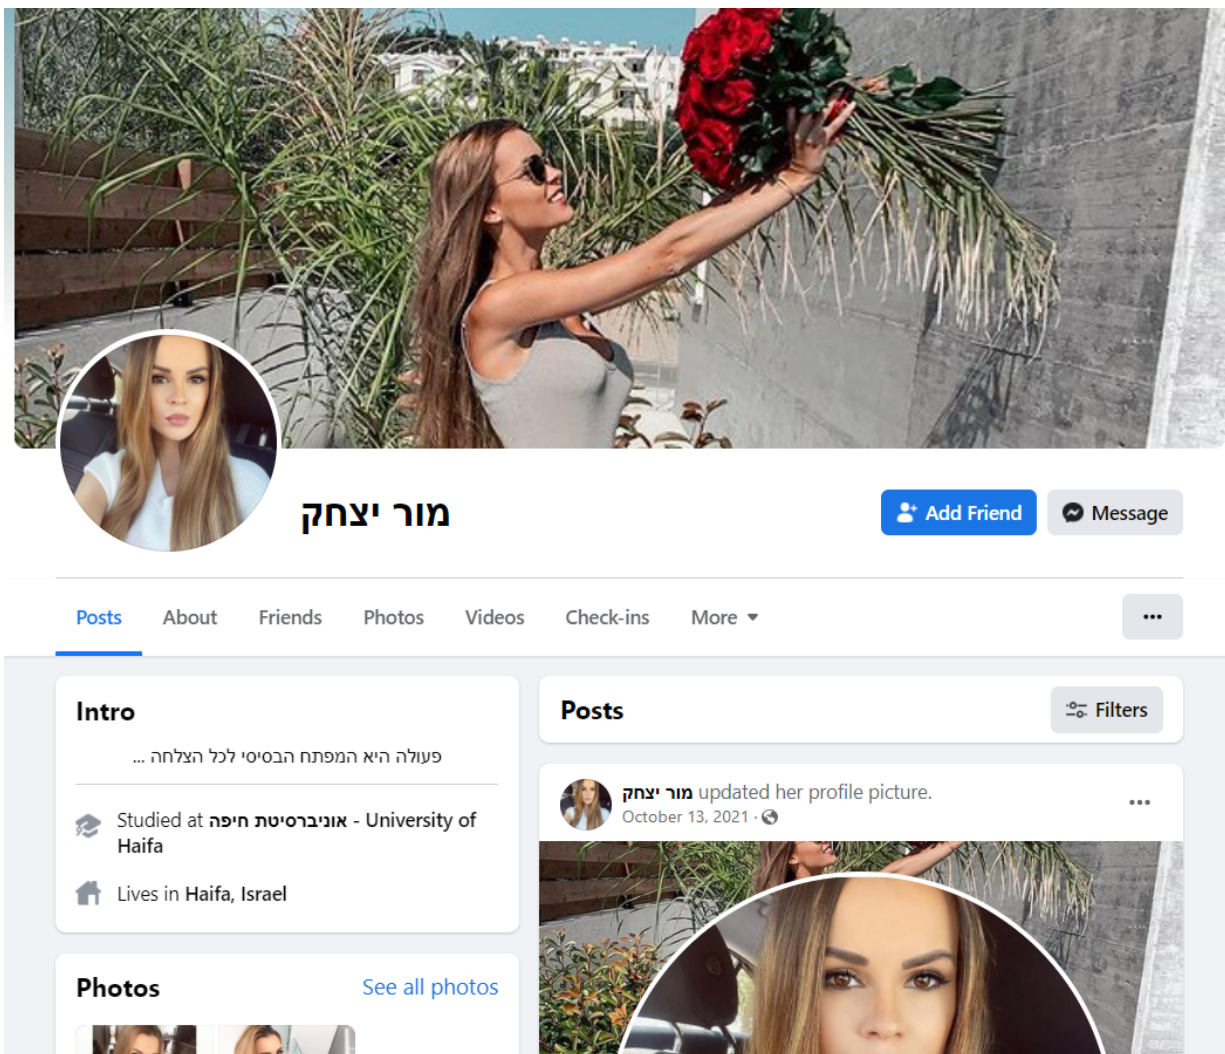 מור יצחק
Add Friend
Message
Posts
About
Friends
Photos
Videos
Check-ins
More
Intro
פעולה היא המפתח הבסיסי לכל הצלחה ...
Studied at אוניברסיטת חיפה - University of
Haifa
Lives in Haifa, Israel
Photos
See all photos
Posts
Filters
מור יצחק updated her profile picture.
October 13, 2021 ·